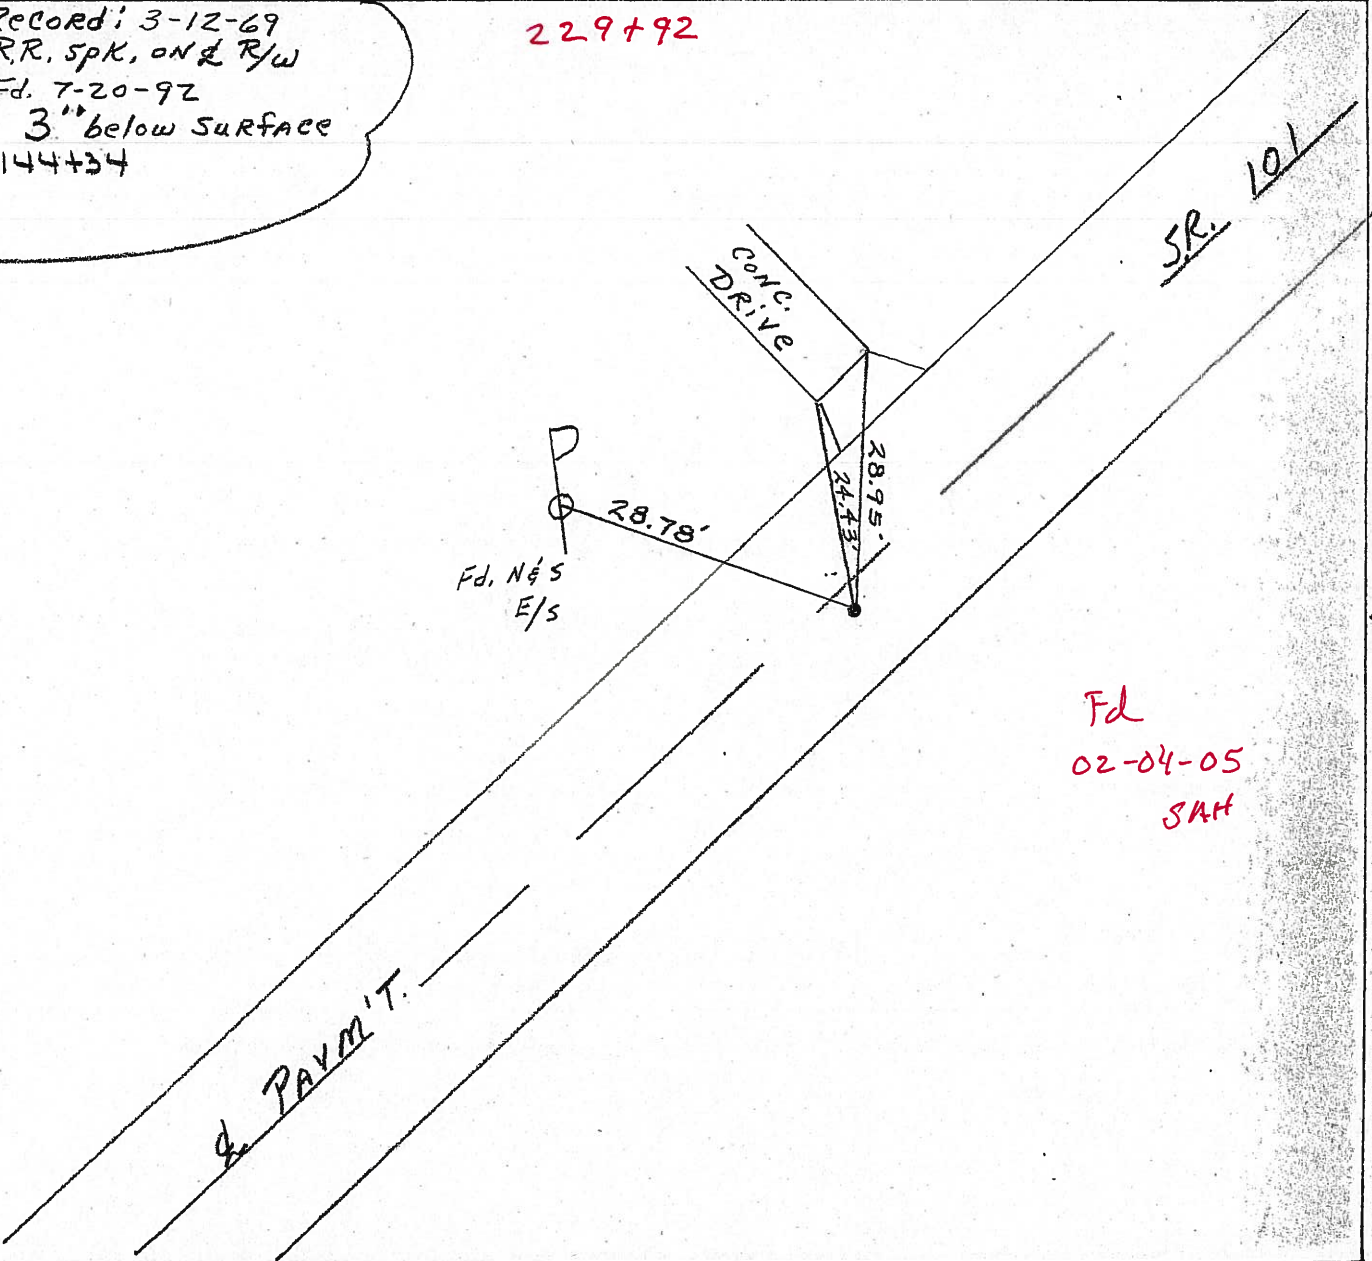 Record: 3-12-69
R.R. SPK. ON ℄ R/W
Fd. 7-20-92
3" below SURFACE
144+34
229+92
S.R. 101
CONC.
DRIVE
28.95'
24.43'
P
28.78'
Fd. N & S
E/S
Fd
02-04-05
SAH
℄ PAVM'T.